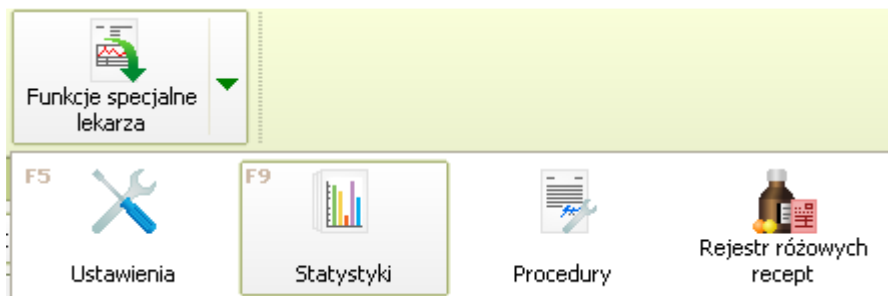 Funkcje specjalne
lekarza
F5
F9
Ustawienia
Statystyki
Procedury
Rejestr różowych
recept